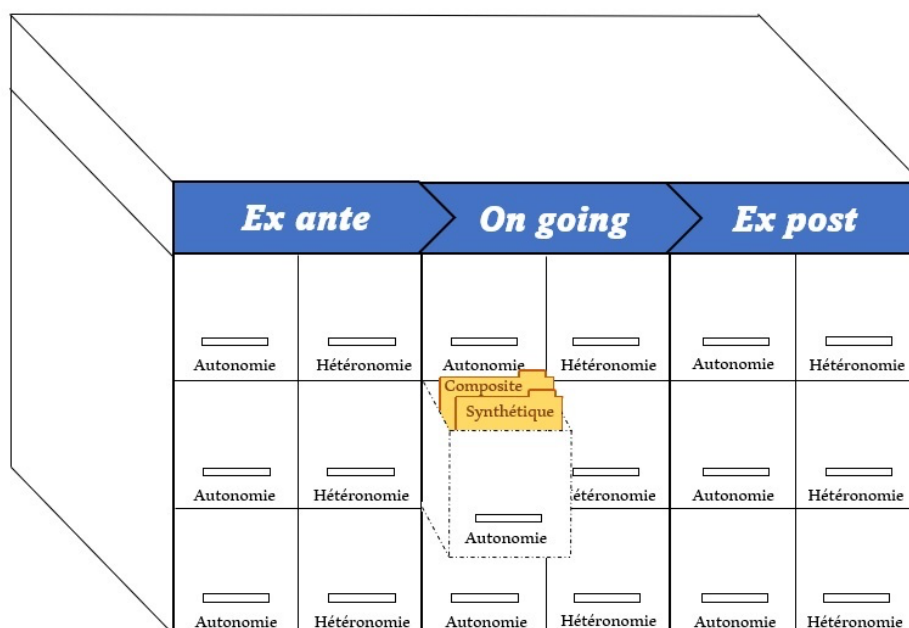 Ex ante On going Ex post
Autonomie Hétéronomie Autonomie Hétéronomie Autonomie Hétéronomie
Composite
Synthétique
Autonomie Hétéronomie étéronomie Autonomie Hétéronomie
Autonomie
Autonomie Hétéronomie Autonomie Hétéronomie Autonomie Hétéronomie